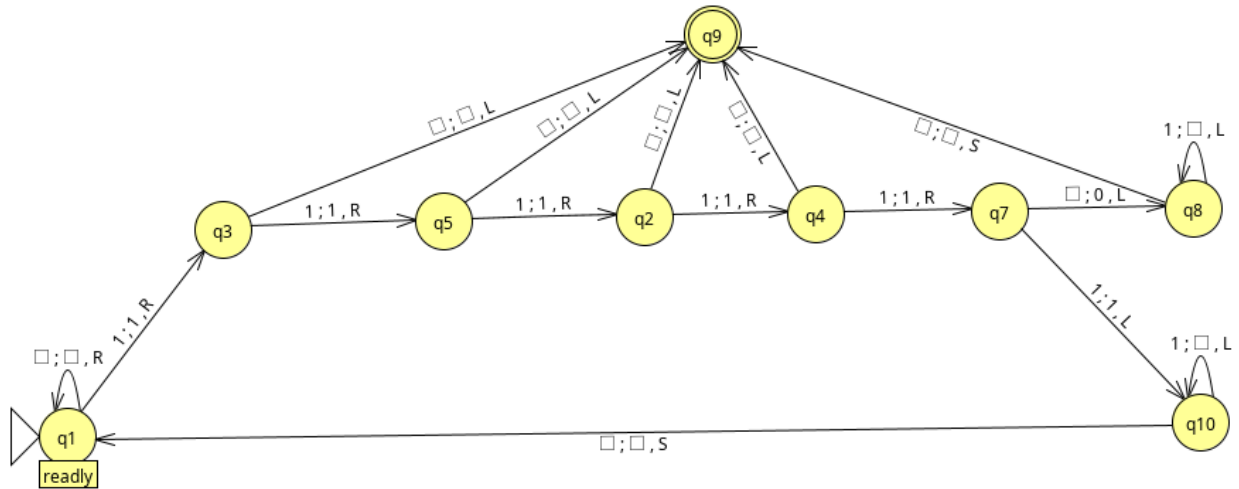 q9
□ ; □ , L
□ ; □ , L
□ ; □ , L
□ ; □ , L
□ ; □ , S
1 ; □ , L
q3
1 ; 1 , R
q5
1 ; 1 , R
q2
1 ; 1 , R
q4
1 ; 1 , R
q7
□ ; 0 , L
q8
1 ; 1 , R
1 ; 1 , L
□ ; □ , R
1 ; □ , L
q1
q10
□ ; □ , S
readly